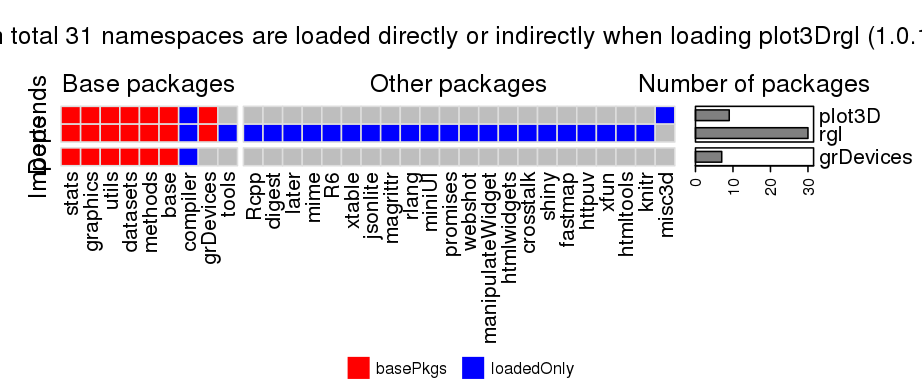 total 31 namespaces are loaded directly or indirectly when loading plot3Drgl (1.0.1
Base packages
Other packages
Number of packages
Depends
Imports
plot3D
rgl
grDevices
stats
graphics
utils
datasets
methods
base
compiler
grDevices
tools
Rcpp
digest
later
mime
R6
xtable
jsonlite
magrittr
rlang
miniUI
promises
webshot
manipulateWidget
htmlwidgets
crosstalk
shiny
fastmap
httpuv
xfun
htmltools
knitr
misc3d
0
10
20
30
basePkgs
loadedOnly